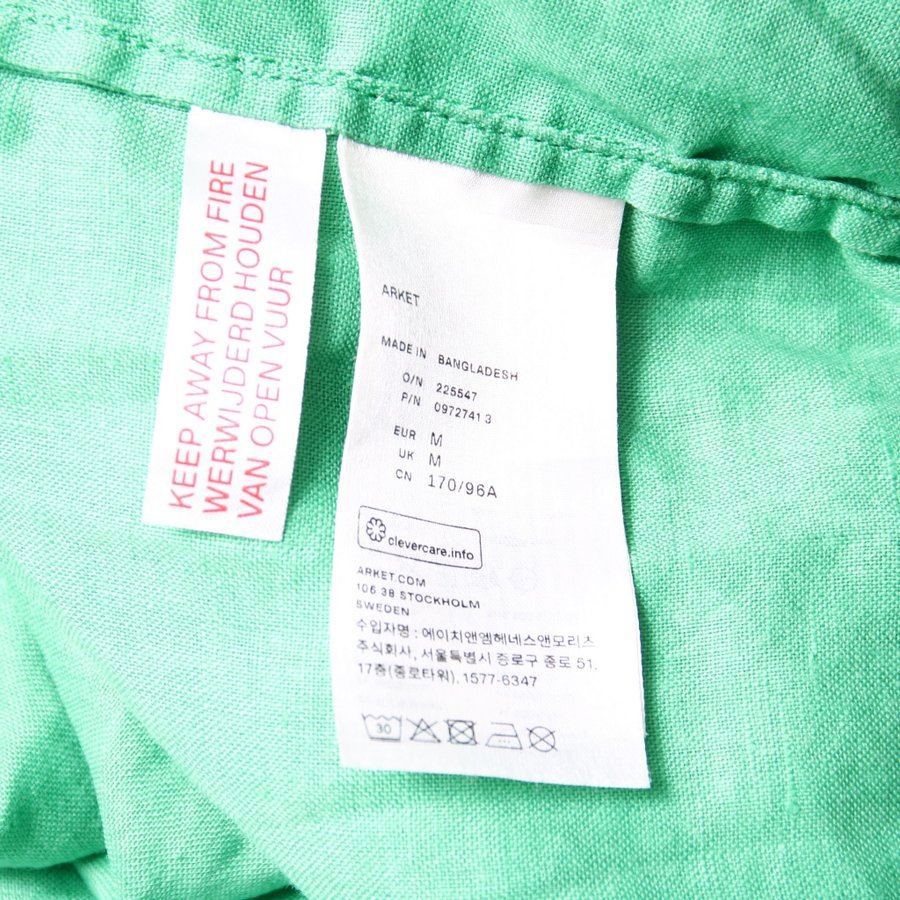 KEEP AWAY FROM FIRE
WERWIJDERD HOUDEN
VAN OPEN VUUR
ARKET
MADE IN BANGLADESH
O/N 225547
P/N 0972741 3
EUR M
UK M
CN 170/96A
clevercare.info
ARKET.COM
106 38 STOCKHOLM
SWEDEN
수입자명 : 에이치앤엠헤네스앤모리츠
주식회사, 서울특별시 종로구 종로 51.
17층(종로타워), 1577-6347
30